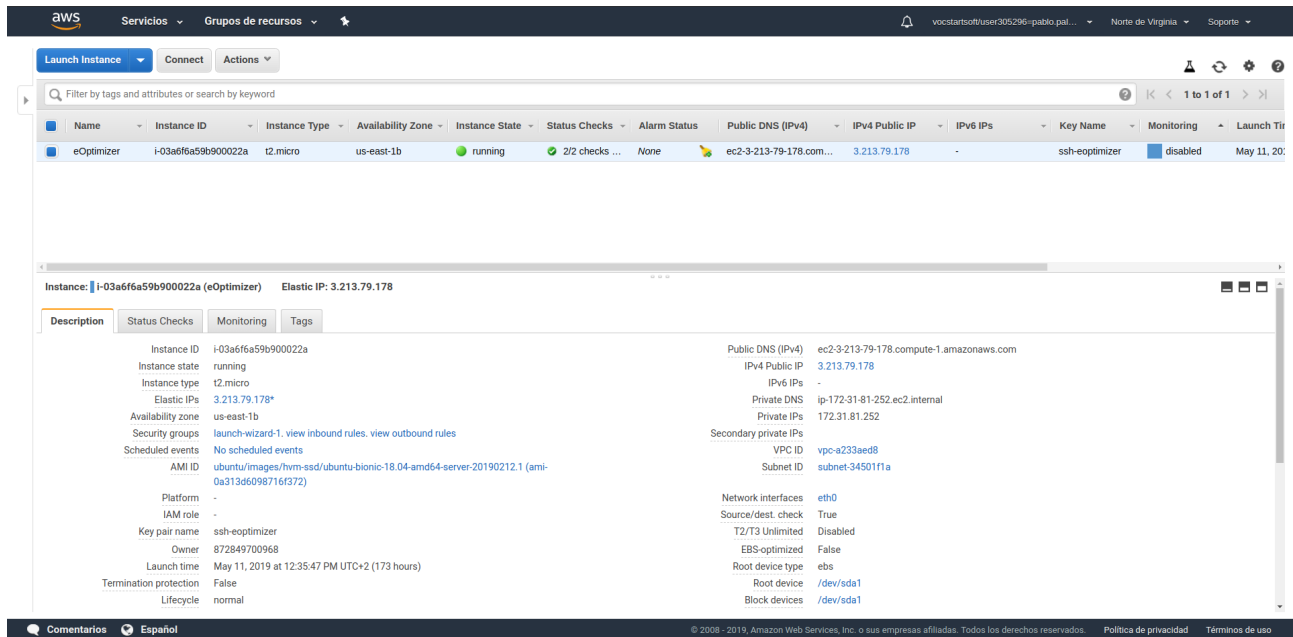 aws Servicios Grupos de recursos vocstartsoft/user305296=pablo.pal... Norte de Virginia Soporte
Launch Instance Connect Actions
Filter by tags and attributes or search by keyword 1 to 1 of 1
Name Instance ID Instance Type Availability Zone Instance State Status Checks Alarm Status Public DNS (IPv4) IPv4 Public IP IPv6 IPs Key Name Monitoring Launch Tir
eOptimizer i-03a6f6a59b900022a t2.micro us-east-1b running 2/2 checks ... None ec2-3-213-79-178.com... 3.213.79.178 - ssh-eoptimizer disabled May 11, 20
Instance: i-03a6f6a59b900022a (eOptimizer) Elastic IP: 3.213.79.178
Description Status Checks Monitoring Tags
Instance ID i-03a6f6a59b900022a Public DNS (IPv4) ec2-3-213-79-178.compute-1.amazonaws.com
Instance state running IPv4 Public IP 3.213.79.178
Instance type t2.micro IPv6 IPs -
Elastic IPs 3.213.79.178* Private DNS ip-172-31-81-252.ec2.internal
Availability zone us-east-1b Private IPs 172.31.81.252
Security groups launch-wizard-1. view inbound rules. view outbound rules Secondary private IPs
Scheduled events No scheduled events VPC ID vpc-a233aed8
AMI ID ubuntu/images/hvm-ssd/ubuntu-bionic-18.04-amd64-server-20190212.1 (ami- Subnet ID subnet-34501f1a
0a313d6098716f372)
Platform - Network interfaces eth0
IAM role - Source/dest. check True
Key pair name ssh-eoptimizer T2/T3 Unlimited Disabled
Owner 872849700968 EBS-optimized False
Launch time May 11, 2019 at 12:35:47 PM UTC+2 (173 hours) Root device type ebs
Termination protection False Root device /dev/sda1
Lifecycle normal Block devices /dev/sda1
Comentarios Español © 2008 - 2019, Amazon Web Services, Inc. o sus empresas afiliadas. Todos los derechos reservados. Política de privacidad Términos de uso